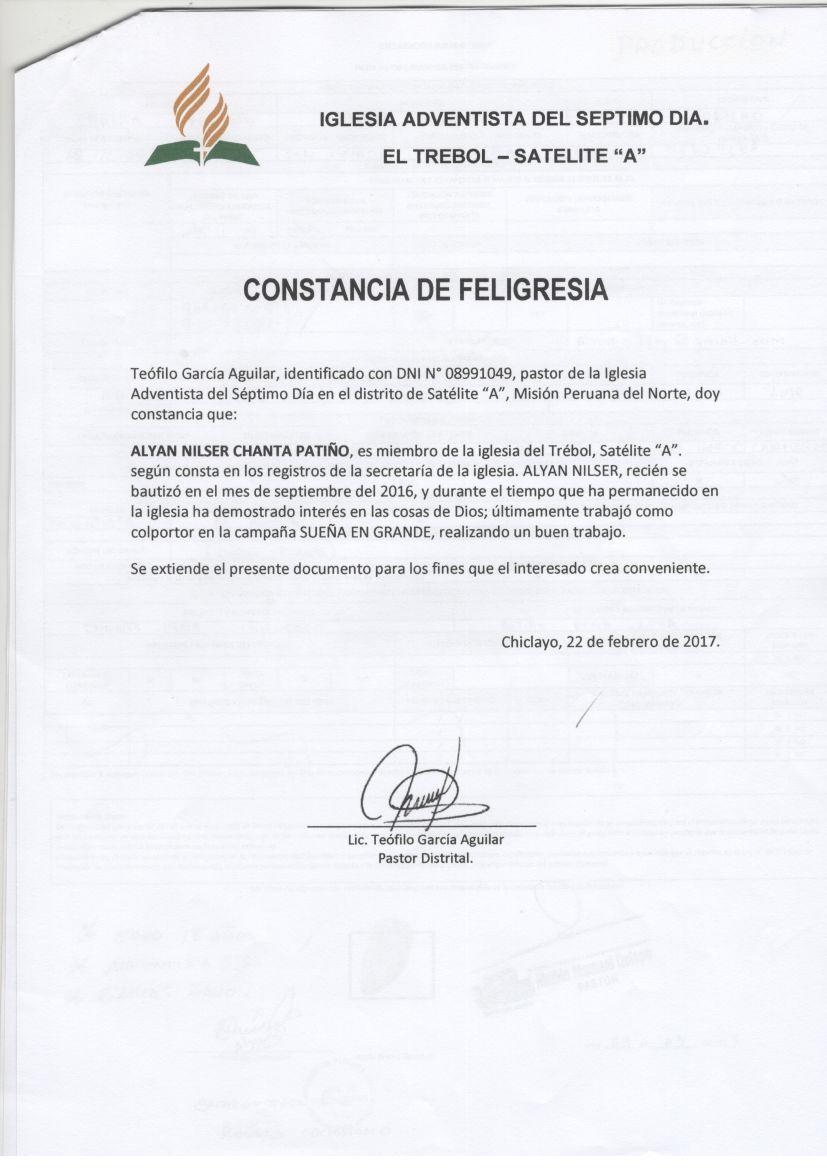 IGLESIA ADVENTISTA DEL SEPTIMO DIA.
EL TREBOL – SATELITE “A”
CONSTANCIA DE FELIGRESIA
Teófilo García Aguilar, identificado con DNI N° 08991049, pastor de la Iglesia
Adventista del Séptimo Día en el distrito de Satélite “A”, Misión Peruana del Norte, doy
constancia que:
ALYAN NILSER CHANTA PATIÑO, es miembro de la iglesia del Trébol, Satélite “A”.
según consta en los registros de la secretaría de la iglesia. ALYAN NILSER, recién se
bautizó en el mes de septiembre del 2016, y durante el tiempo que ha permanecido en
la iglesia ha demostrado interés en las cosas de Dios; últimamente trabajó como
colportor en la campaña SUEÑA EN GRANDE, realizando un buen trabajo.
Se extiende el presente documento para los fines que el interesado crea conveniente.
Chiclayo, 22 de febrero de 2017.
Lic. Teófilo García Aguilar
Pastor Distrital.